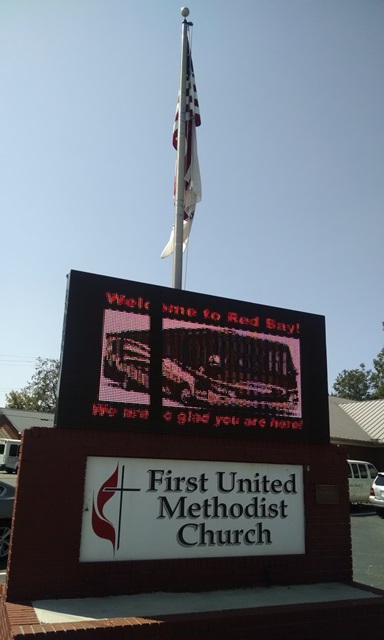 Welcome to Red Bay!
We are so glad you are here!
First United
Methodist
Church